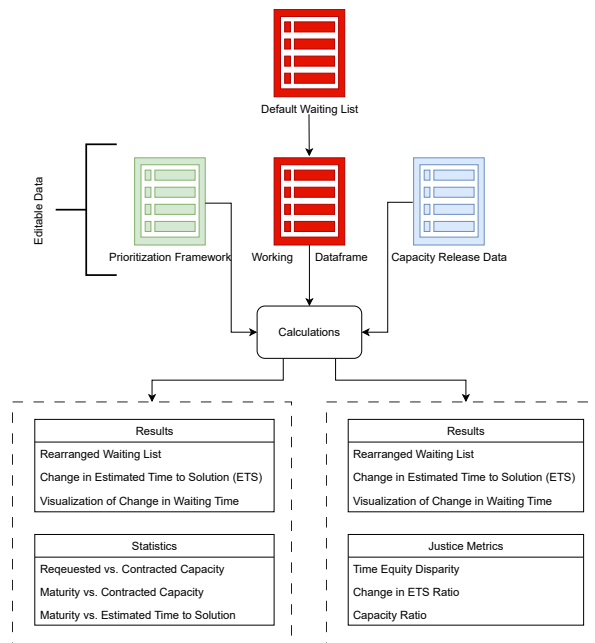 Default Waiting List
Editable Data
Prioritization Framework
Working Dataframe
Capacity Release Data
Calculations
Results
Rearranged Waiting List
Change in Estimated Time to Solution (ETS)
Visualization of Change in Waiting Time
Statistics
Reqeuested vs. Contracted Capacity
Maturity vs. Contracted Capacity
Maturity vs. Estimated Time to Solution
Results
Rearranged Waiting List
Change in Estimated Time to Solution (ETS)
Visualization of Change in Waiting Time
Justice Metrics
Time Equity Disparity
Change in ETS Ratio
Capacity Ratio